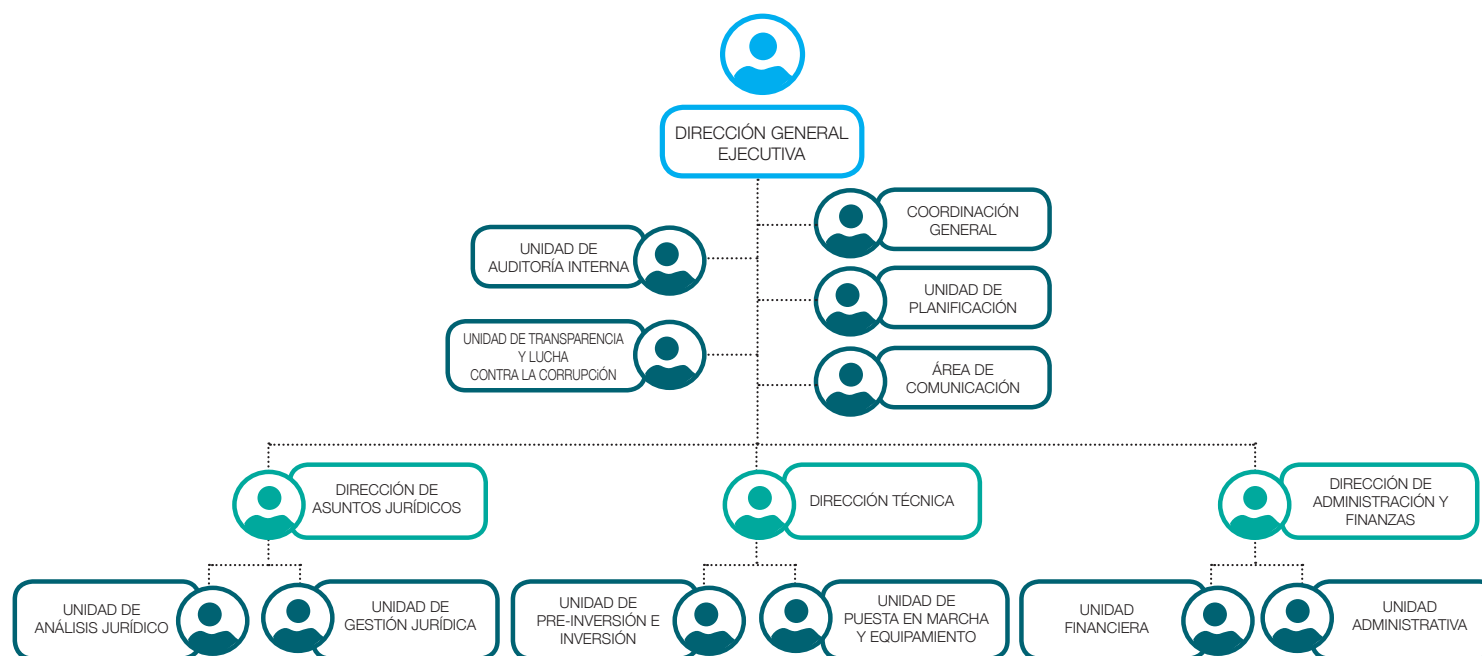 DIRECCIÓN GENERAL
EJECUTIVA
COORDINACIÓN
GENERAL
UNIDAD DE
AUDITORÍA INTERNA
UNIDAD DE
PLANIFICACIÓN
UNIDAD DE TRANSPARENCIA
Y LUCHA
CONTRA LA CORRUPCiÓN
ÁREA DE
COMUNICACIÓN
DIRECCIÓN DE
ASUNTOS JURÍDICOS
DIRECCIÓN TÉCNICA
DIRECCIÓN DE
ADMINISTRACIÓN Y
FINANZAS
UNIDAD DE
ANÁLISIS JURÍDICO
UNIDAD DE
GESTIÓN JURÍDICA
UNIDAD DE
PRE-INVERSIÓN E
INVERSIÓN
UNIDAD DE
PUESTA EN MARCHA
Y EQUIPAMIENTO
UNIDAD
FINANCIERA
UNIDAD
ADMINISTRATIVA